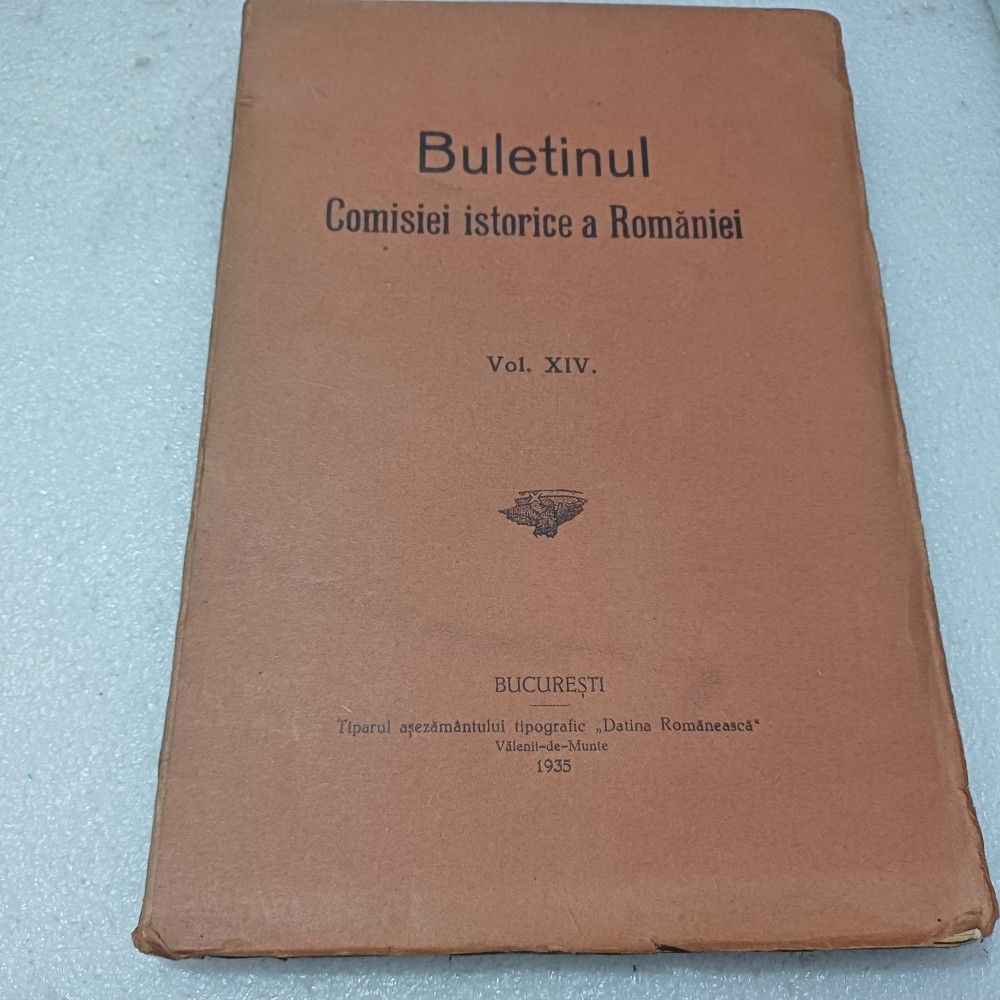 Buletinul
Comisiei istorice a României
Vol. XIV.
BUCUREȘTI
Tiparul așezământului tipografic „Datina Românească“
Vălenii-de-Munte
1935